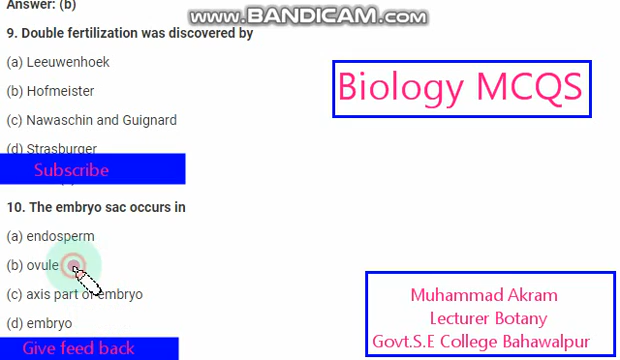 Answer: (b)
www.BANDICAM.com
9. Double fertilization was discovered by
(a) Leeuwenhoek
(b) Hofmeister
Biology MCQS
(c) Nawaschin and Guignard
(d) Strasburger
Subscribe
10. The embryo sac occurs in
(a) endosperm
(b) ovule
(c) axis part of embryo
(d) embryo
Give feed back
Muhammad Akram
Lecturer Botany
Govt.S.E College Bahawalpur